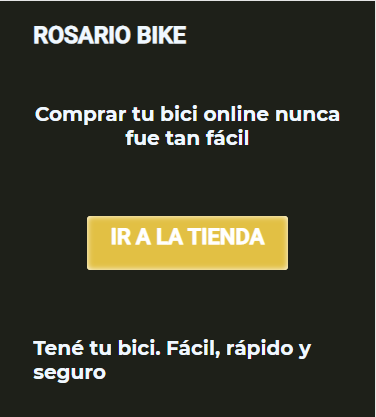 ROSARIO BIKE
Comprar tu bici online nunca
fue tan fácil
IR A LA TIENDA
Tené tu bici. Fácil, rápido y
seguro